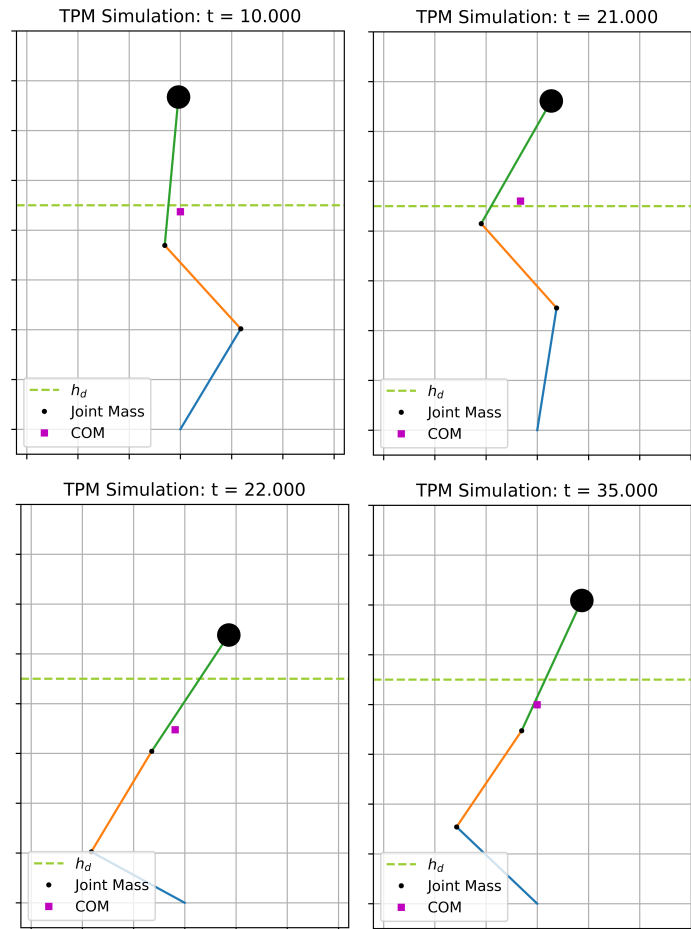 TPM Simulation: t = 10.000
h_d
Joint Mass
COM
TPM Simulation: t = 21.000
h_d
Joint Mass
COM
TPM Simulation: t = 22.000
h_d
Joint Mass
COM
TPM Simulation: t = 35.000
h_d
Joint Mass
COM